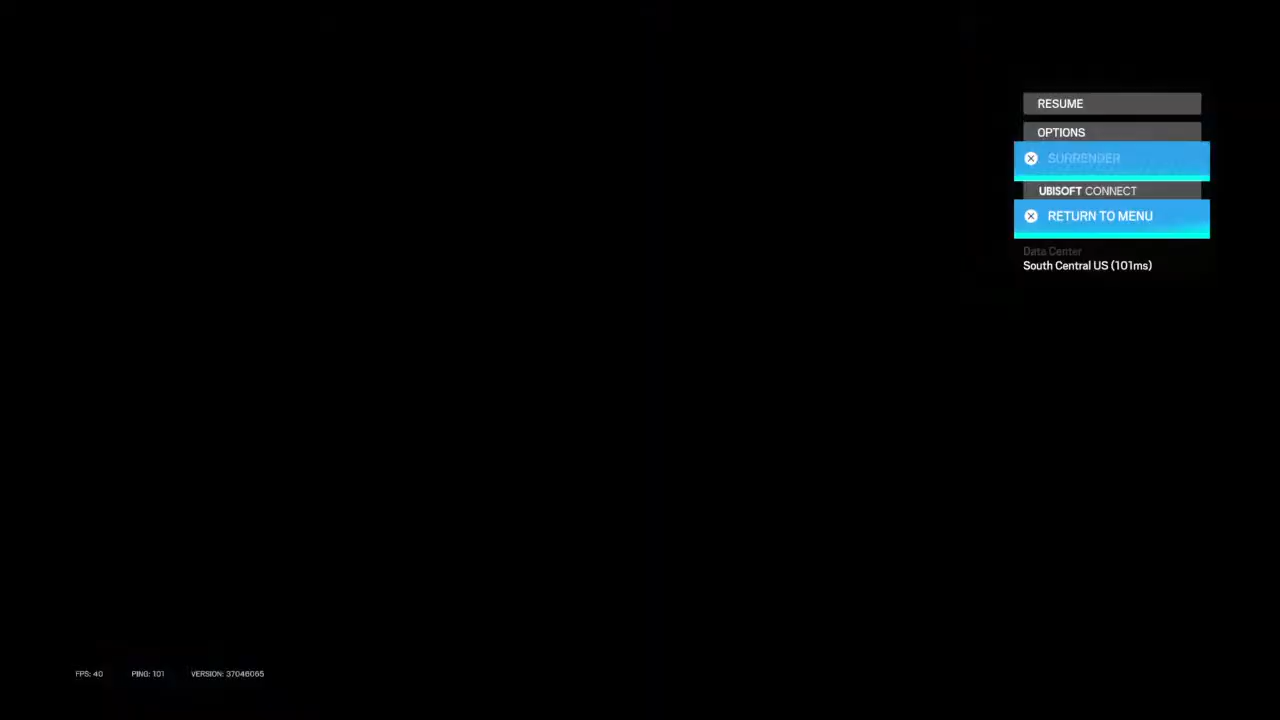 RESUME
OPTIONS
SURRENDER
UBISOFT CONNECT
RETURN TO MENU
Data Center
South Central US (101ms)
FPS: 40 PING: 101 VERSION: 37046065